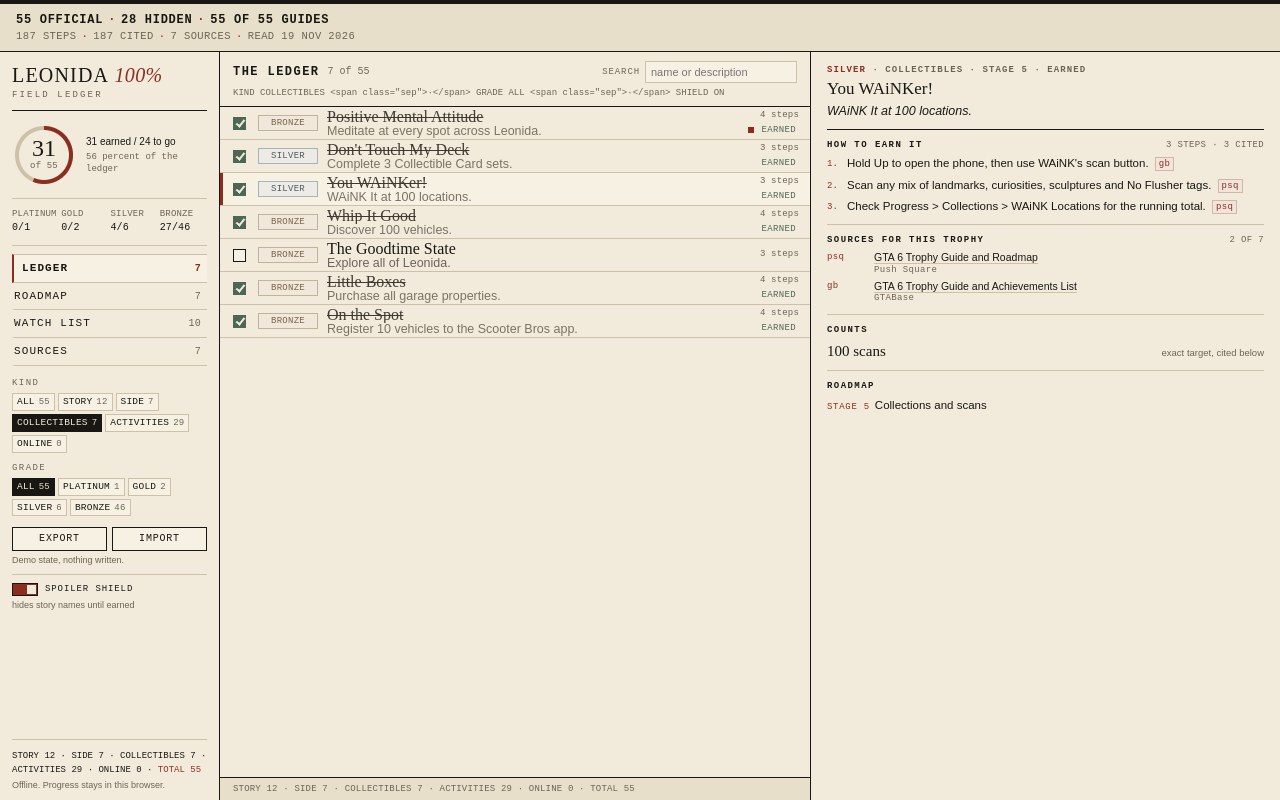 55 OFFICIAL · 28 HIDDEN · 55 OF 55 GUIDES
187 STEPS · 187 CITED · 7 SOURCES · READ 19 NOV 2026
LEONIDA 100%
FIELD LEDGER
31
of 55
31 earned / 24 to go
56 percent of the
ledger
PLATINUM GOLD SILVER BRONZE
0/1 0/2 4/6 27/46
LEDGER 7
ROADMAP 7
WATCH LIST 10
SOURCES 7
KIND
ALL 55 STORY 12 SIDE 7
COLLECTIBLES 7 ACTIVITIES 29
ONLINE 0
GRADE
ALL 55 PLATINUM 1 GOLD 2
SILVER 6 BRONZE 46
EXPORT IMPORT
Demo state, nothing written.
SPOILER SHIELD
hides story names until earned
STORY 12 · SIDE 7 · COLLECTIBLES 7 ·
ACTIVITIES 29 · ONLINE 0 · TOTAL 55
Offline. Progress stays in this browser.
THE LEDGER 7 of 55
SEARCH name or description
KIND COLLECTIBLES <span class="sep">·</span> GRADE ALL <span class="sep">·</span> SHIELD ON
BRONZE Positive Mental Attitude 4 steps
Meditate at every spot across Leonida. EARNED
SILVER Don't Touch My Deck 3 steps
Complete 3 Collectible Card sets. EARNED
SILVER You WAiNKer! 3 steps
WAiNK It at 100 locations. EARNED
BRONZE Whip It Good 4 steps
Discover 100 vehicles. EARNED
BRONZE The Goodtime State 3 steps
Explore all of Leonida.
BRONZE Little Boxes 4 steps
Purchase all garage properties. EARNED
BRONZE On the Spot 4 steps
Register 10 vehicles to the Scooter Bros app. EARNED
STORY 12 · SIDE 7 · COLLECTIBLES 7 · ACTIVITIES 29 · ONLINE 0 · TOTAL 55
SILVER · COLLECTIBLES · STAGE 5 · EARNED
You WAiNKer!
WAiNK It at 100 locations.
HOW TO EARN IT 3 STEPS · 3 CITED
1. Hold Up to open the phone, then use WAiNK's scan button. gb
2. Scan any mix of landmarks, curiosities, sculptures and No Flusher tags. psq
3. Check Progress > Collections > WAiNK Locations for the running total. psq
SOURCES FOR THIS TROPHY 2 OF 7
psq GTA 6 Trophy Guide and Roadmap
Push Square
gb GTA 6 Trophy Guide and Achievements List
GTABase
COUNTS
100 scans exact target, cited below
ROADMAP
STAGE 5 Collections and scans